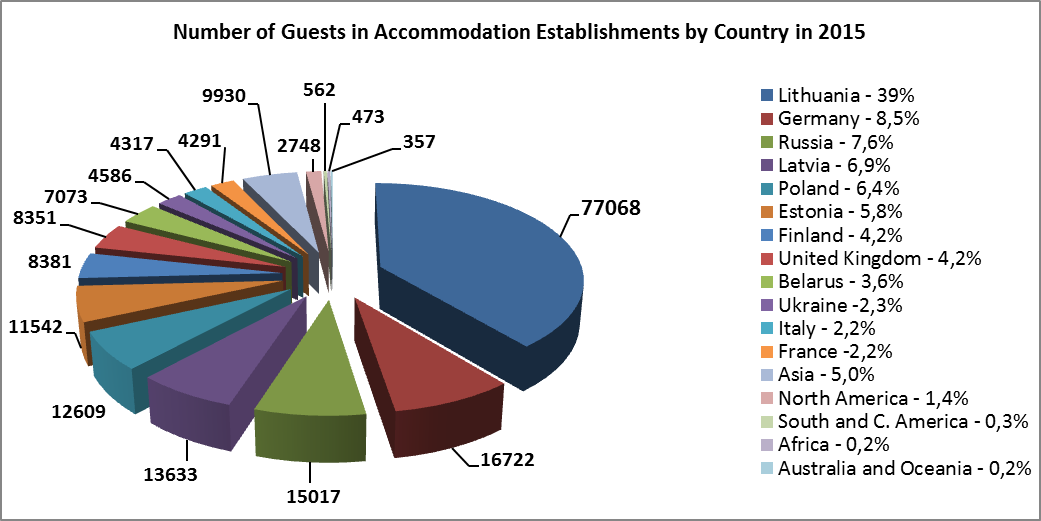 Number of Guests in Accommodation Establishments by Country in 2015
77068
16722
15017
13633
12609
11542
8381
8351
7073
4586
4317
4291
9930
2748
562
473
357
Lithuania - 39%
Germany - 8,5%
Russia - 7,6%
Latvia - 6,9%
Poland - 6,4%
Estonia - 5,8%
Finland - 4,2%
United Kingdom - 4,2%
Belarus - 3,6%
Ukraine -2,3%
Italy - 2,2%
France -2,2%
Asia - 5,0%
North America - 1,4%
South and C. America - 0,3%
Africa - 0,2%
Australia and Oceania - 0,2%